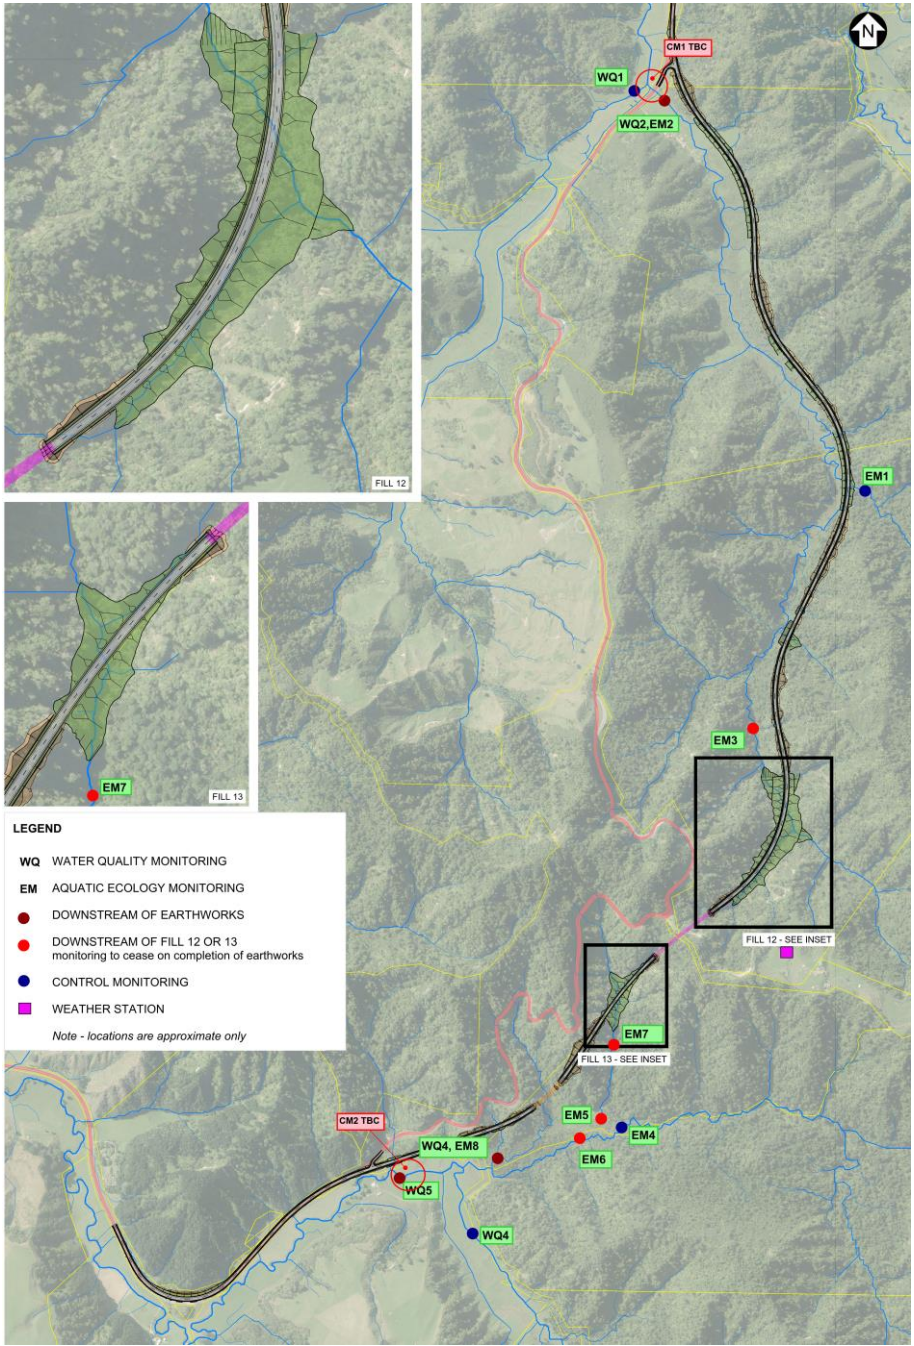 N
CM1 TBC
WQ1
WQ2,EM2
FILL 12
EM1
EM3
EM7
FILL 13
FILL 12 - SEE INSET
LEGEND
WQ WATER QUALITY MONITORING
EM AQUATIC ECOLOGY MONITORING
DOWNSTREAM OF EARTHWORKS
DOWNSTREAM OF FILL 12 OR 13
monitoring to cease on completion of earthworks
CONTROL MONITORING
WEATHER STATION
Note - locations are approximate only
EM7
FILL 13 - SEE INSET
EM5
EM4
CM2 TBC
WQ4, EM8
EM6
WQ5
WQ4